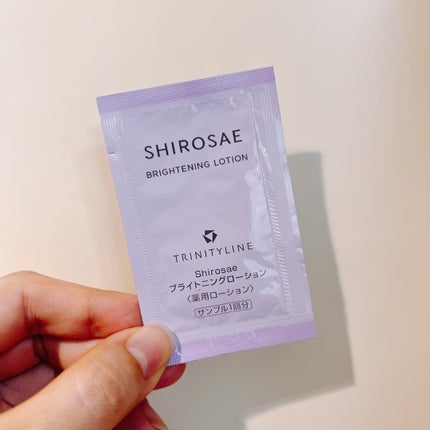 SHIROSAE
BRIGHTENING LOTION
TRINITYLINE
Shirosae
ブライトニングローション
〈薬用ローション〉
サンプル1回分